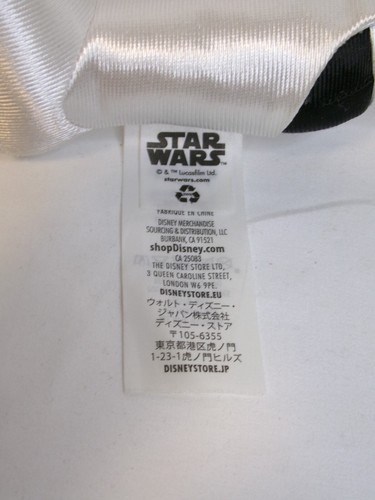 STAR
WARS™
© & ™ Lucasfilm Ltd.
starwars.com
FABRIQUÉ EN CHINE
DISNEY MERCHANDISE
SOURCING & DISTRIBUTION, LLC
BURBANK, CA 91521
shopDisney.com
CA 25083
THE DISNEY STORE LTD,
3 QUEEN CAROLINE STREET,
LONDON W6 9PE.
DISNEYSTORE.EU
ウォルト・ディズニー・
ジャパン株式会社
ディズニー・ストア
〒105-6355
東京都港区虎ノ門
1-23-1虎ノ門ヒルズ
DISNEYSTORE.JP